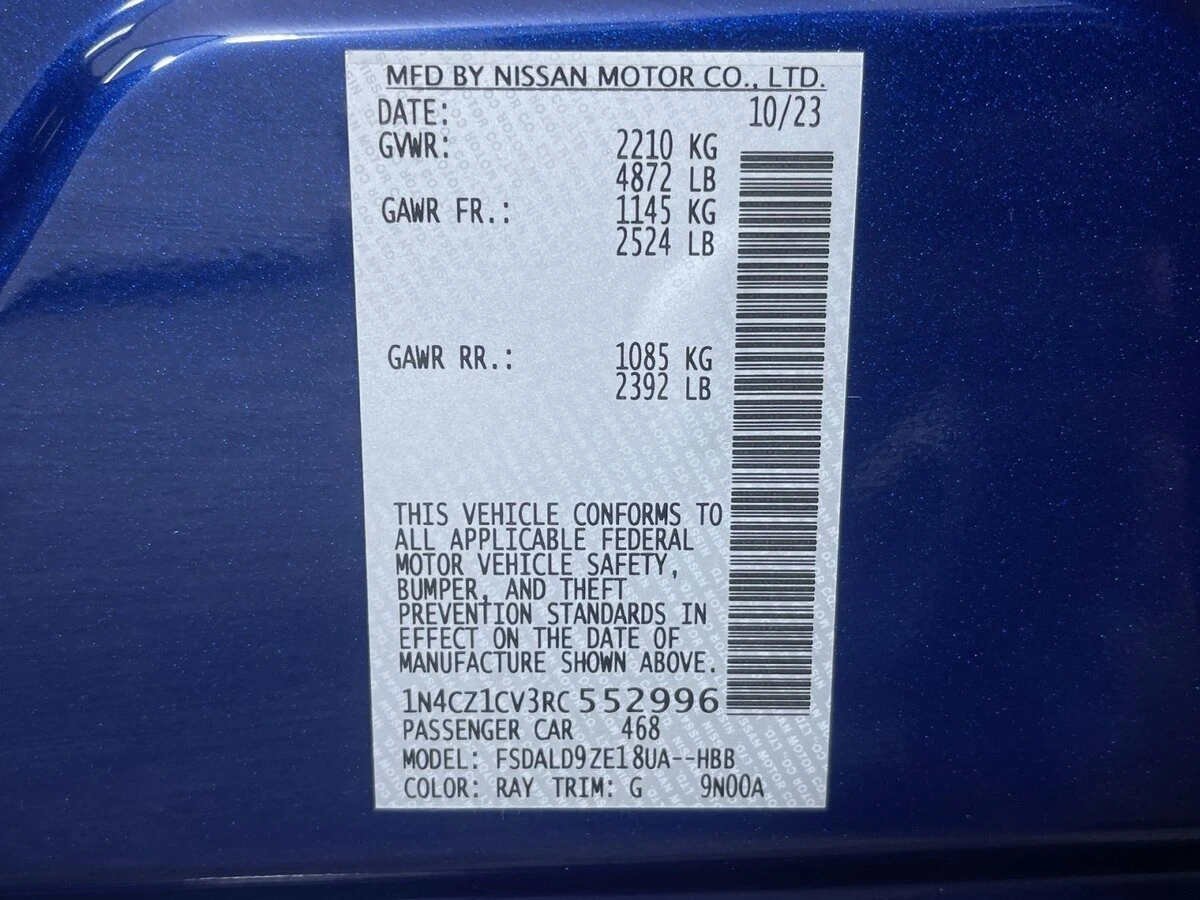 MFD BY NISSAN MOTOR CO., LTD.
DATE: 10/23
GVWR: 2210 KG
4872 LB
GAWR FR.: 1145 KG
2524 LB
GAWR RR.: 1085 KG
2392 LB
THIS VEHICLE CONFORMS TO
ALL APPLICABLE FEDERAL
MOTOR VEHICLE SAFETY,
BUMPER, AND THEFT
PREVENTION STANDARDS IN
EFFECT ON THE DATE OF
MANUFACTURE SHOWN ABOVE.
1N4CZ1CV3RC552996
PASSENGER CAR 468
MODEL: FSDALD9ZE18UA--HBB
COLOR: RAY TRIM: G 9N00A